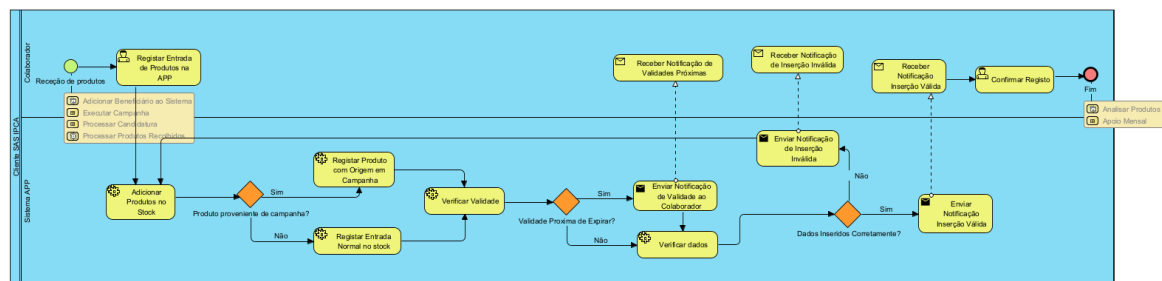 Cliente SAS IPCA
Colaborador
Receção de produtos
Registar Entrada
de Produtos na
APP
Adicionar Beneficiário ao Sistema
Executar Campanha
Processar Candidatura
Processar Produtos Recolhidos
Receber Notificação de
Validades Próximas
Receber Notificação
de Inserção Inválida
Receber
Notificação
Inserção Válida
Confirmar Registo
Fim
Analisar Produtos
Apoio Mensal
Sistema APP
Adicionar
Produtos no
Stock
Produto proveniente de campanha?
Sim
Não
Registar Produto
com Origem em
Campanha
Registar Entrada
Normal no stock
Verificar Validade
Validade Proxima de Expirar?
Sim
Não
Enviar Notificação
de Validade ao
Colaborador
Verificar dados
Enviar Notificação
de Inserção
Inválida
Não
Dados Inseridos Corretamente?
Sim
Enviar
Notificação
Inserção Válida